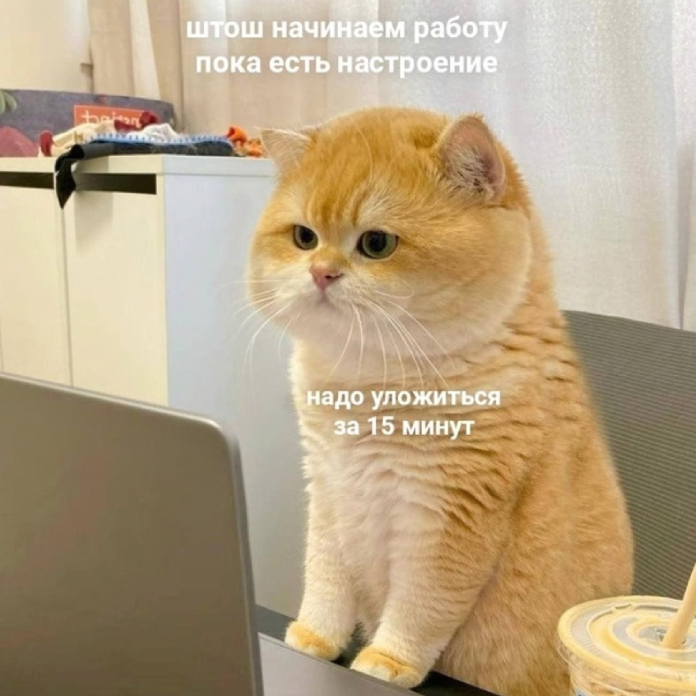 штош начинаем работу
пока есть настроение
надо уложиться
за 15 минут